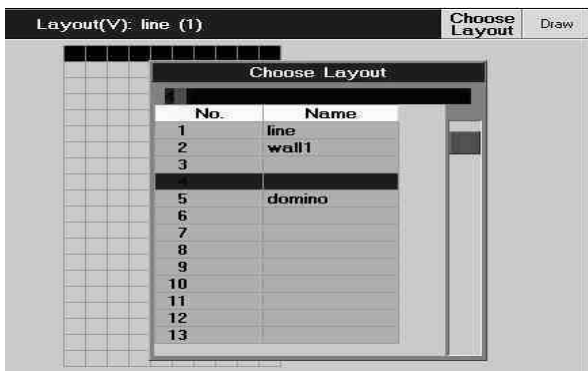 Layout(V): line (1)
Choose Layout
Draw
Choose Layout
4
No. Name
1 line
2 wall1
3
4
5 domino
6
7
8
9
10
11
12
13